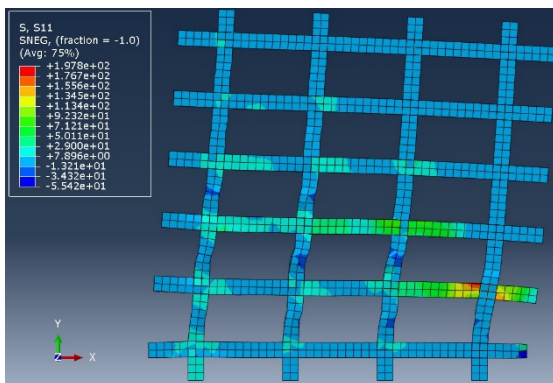 S, S11
SNEG, (fraction = -1.0)
(Avg: 75%)
+1.978e+02
+1.767e+02
+1.556e+02
+1.345e+02
+1.134e+02
+9.232e+01
+7.121e+01
+5.011e+01
+2.900e+01
+7.896e+00
-1.321e+01
-3.432e+01
-5.542e+01
Y
Z
X